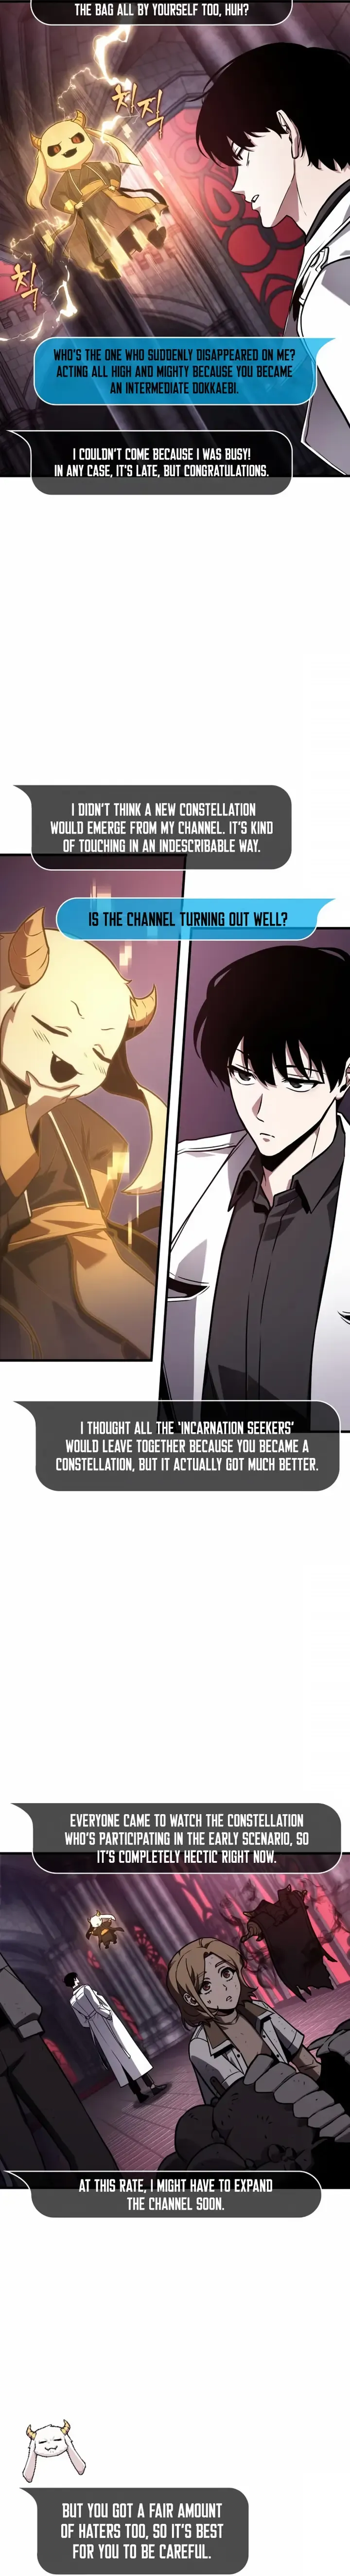 THE BAG ALL BY YOURSELF TOO, HUH?
치직
칙
WHO'S THE ONE WHO SUDDENLY DISAPPEARED ON ME?
ACTING ALL HIGH AND MIGHTY BECAUSE YOU BECAME
AN INTERMEDIATE DOKKAEBI.
I COULDN'T COME BECAUSE I WAS BUSY!
IN ANY CASE, IT'S LATE, BUT CONGRATULATIONS.
I DIDN'T THINK A NEW CONSTELLATION
WOULD EMERGE FROM MY CHANNEL. IT'S KIND
OF TOUCHING IN AN INDESCRIBABLE WAY.
IS THE CHANNEL TURNING OUT WELL?
I THOUGHT ALL THE 'INCARNATION SEEKERS'
WOULD LEAVE TOGETHER BECAUSE YOU BECAME A
CONSTELLATION, BUT IT ACTUALLY GOT MUCH BETTER.
EVERYONE CAME TO WATCH THE CONSTELLATION
WHO'S PARTICIPATING IN THE EARLY SCENARIO, SO
IT'S COMPLETELY HECTIC RIGHT NOW.
AT THIS RATE, I MIGHT HAVE TO EXPAND
THE CHANNEL SOON.
BUT YOU GOT A FAIR AMOUNT
OF HATERS TOO, SO IT'S BEST
FOR YOU TO BE CAREFUL.